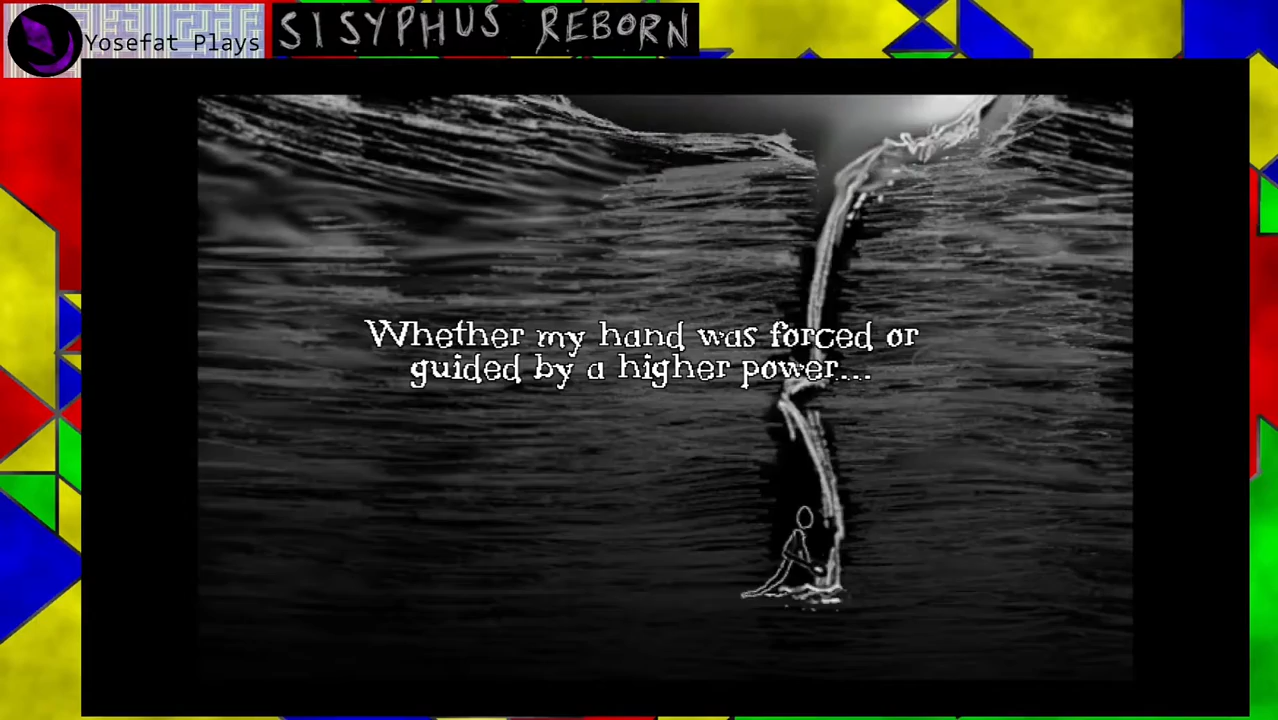 Yosefat Plays
SISYPHUS REBORN
Whether my hand was forced or
guided by a higher power...